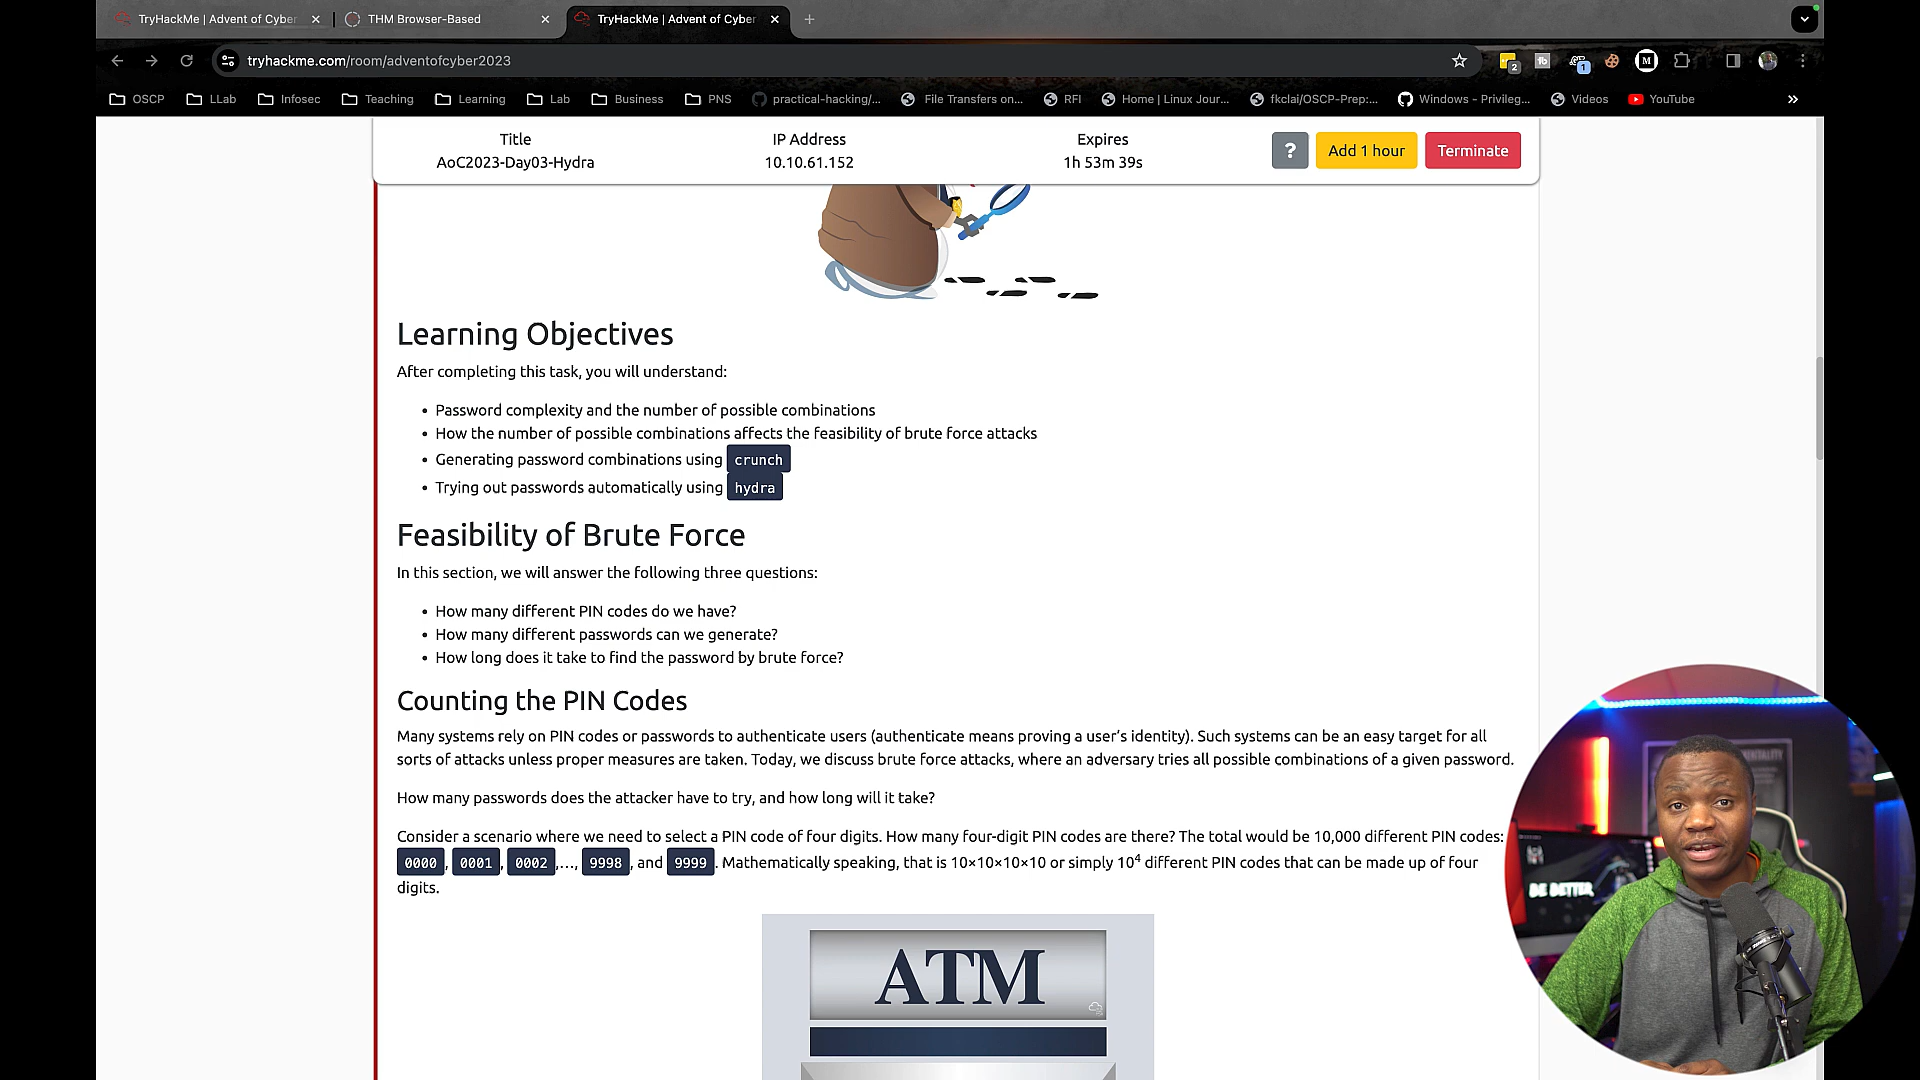 TryHackMe | Advent of Cyber
THM Browser-Based
TryHackMe | Advent of Cyber
tryhackme.com/room/adventofcyber2023
2
1
M
OSCP
LLab
Infosec
Teaching
Learning
Lab
Business
PNS
practical-hacking/...
File Transfers on...
RFI
Home | Linux Jour...
fkclai/OSCP-Prep:...
Windows - Privileg...
Videos
YouTube
Title IP Address Expires
AoC2023-Day03-Hydra 10.10.61.152 1h 53m 39s
? Add 1 hour Terminate
Learning Objectives
After completing this task, you will understand:
• Password complexity and the number of possible combinations
• How the number of possible combinations affects the feasibility of brute force attacks
• Generating password combinations using crunch
• Trying out passwords automatically using hydra
Feasibility of Brute Force
In this section, we will answer the following three questions:
• How many different PIN codes do we have?
• How many different passwords can we generate?
• How long does it take to find the password by brute force?
Counting the PIN Codes
Many systems rely on PIN codes or passwords to authenticate users (authenticate means proving a user's identity). Such systems can be an easy target for all
sorts of attacks unless proper measures are taken. Today, we discuss brute force attacks, where an adversary tries all possible combinations of a given password.
How many passwords does the attacker have to try, and how long will it take?
Consider a scenario where we need to select a PIN code of four digits. How many four-digit PIN codes are there? The total would be 10,000 different PIN codes:
0000, 0001, 0002,..., 9998, and 9999. Mathematically speaking, that is 10×10×10×10 or simply 10⁴ different PIN codes that can be made up of four
digits.
ATM
BE BETTER